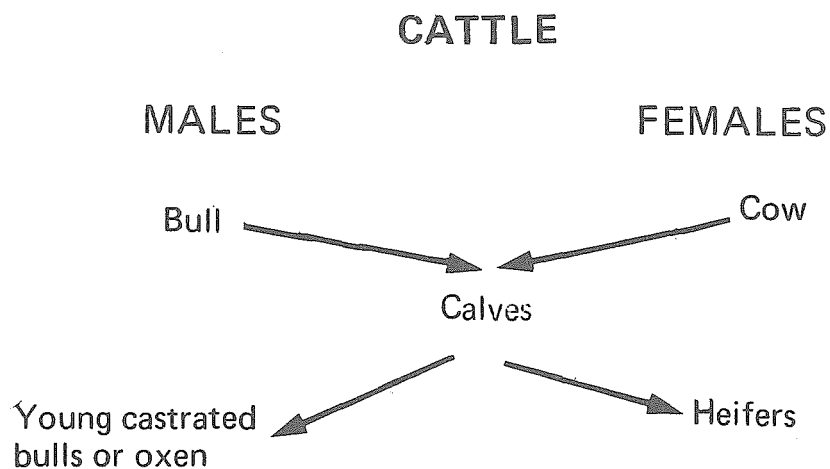 CATTLE
MALES
FEMALES
Bull
Cow
Calves
Young castrated
bulls or oxen
Heifers